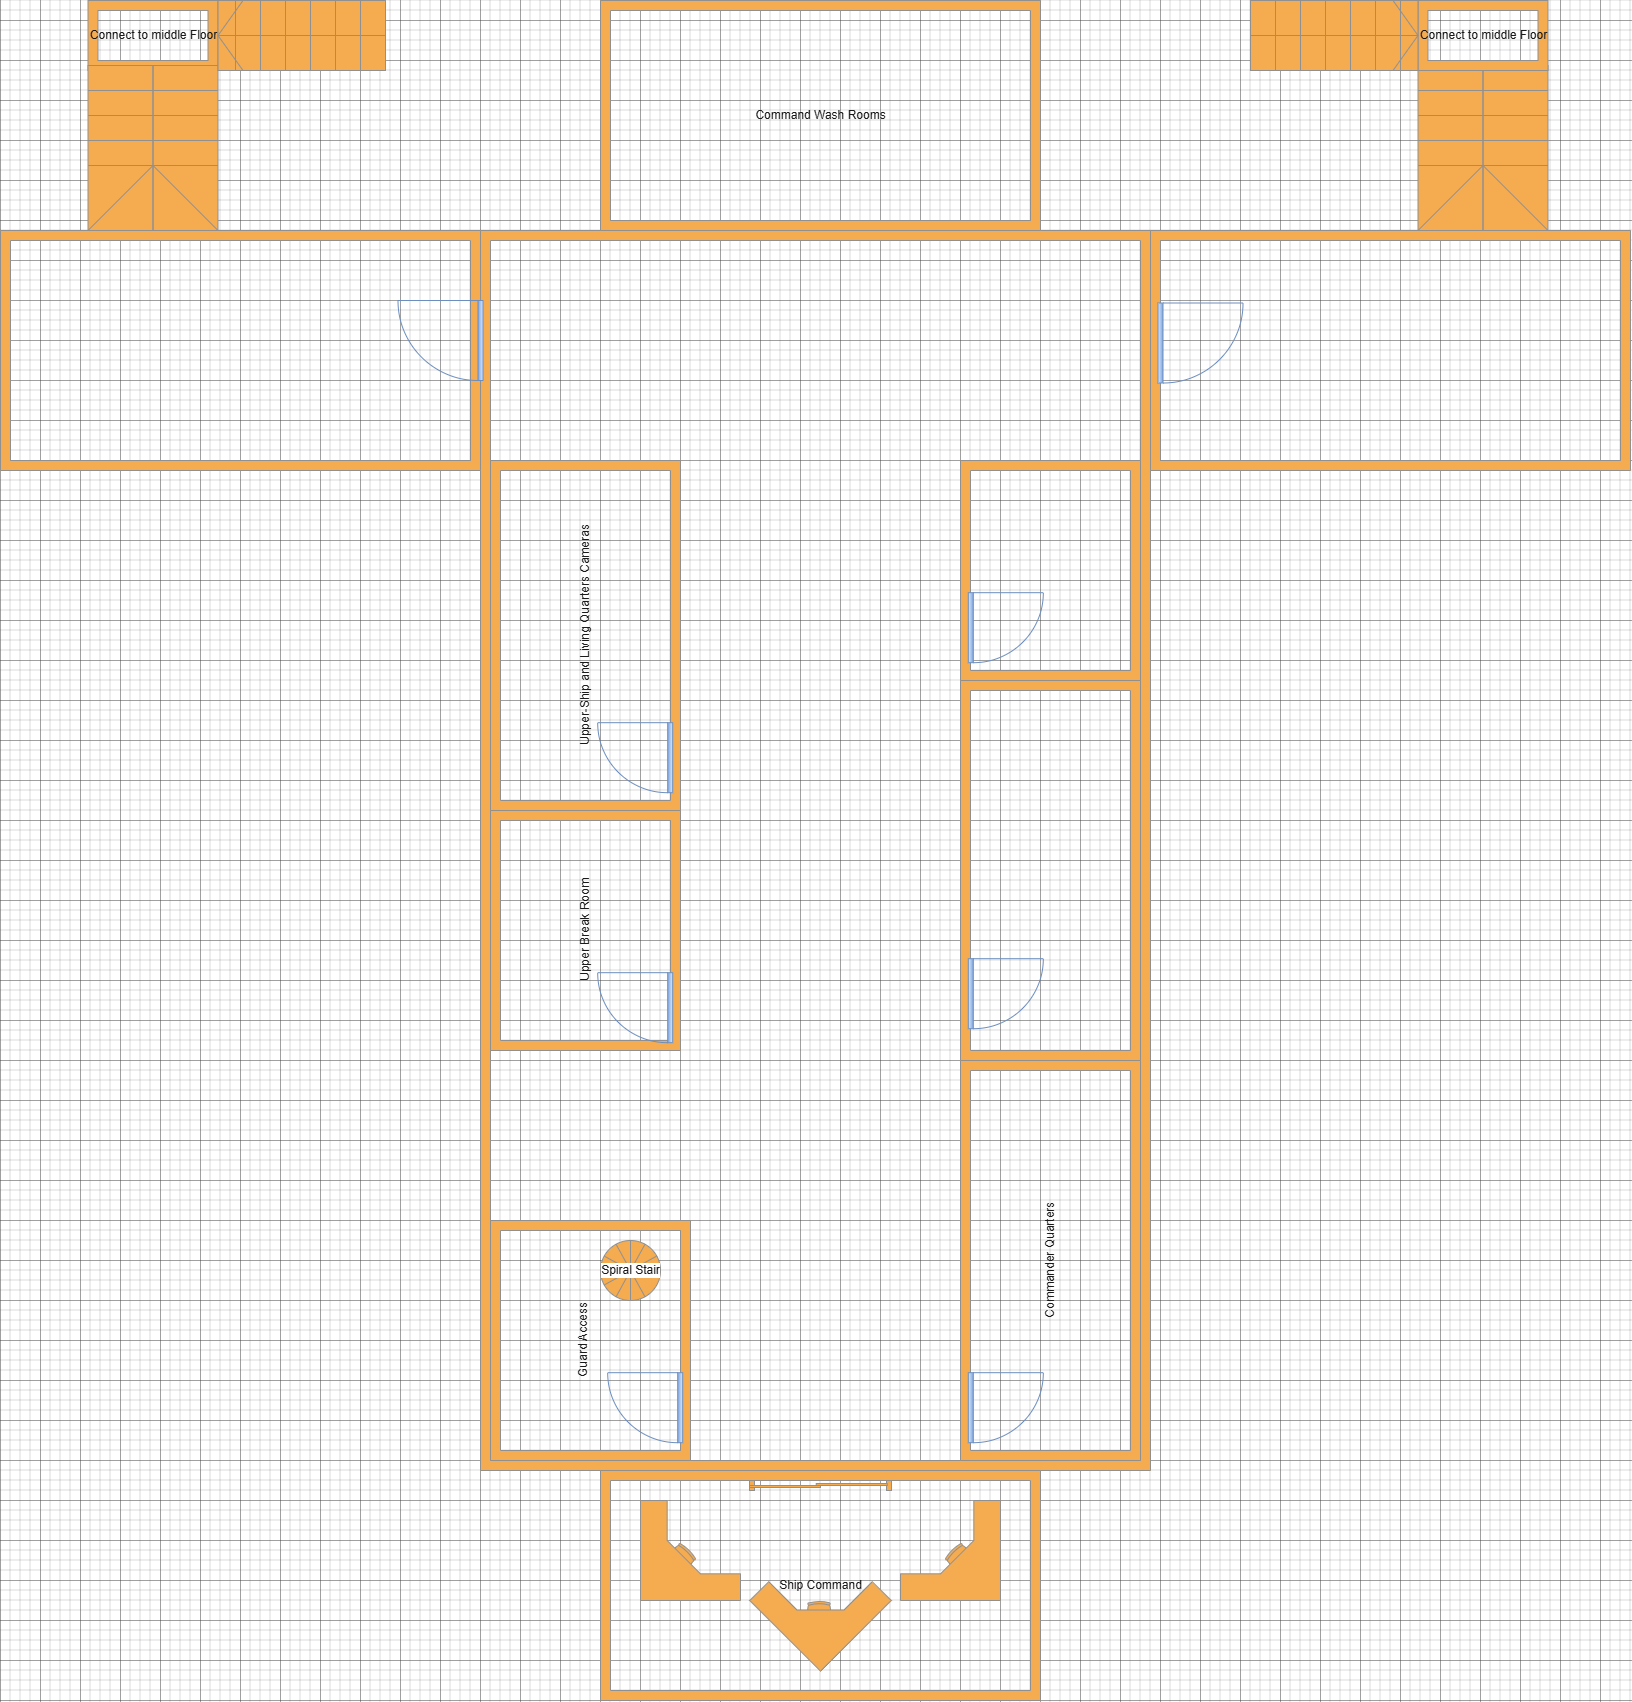 Connect to middle Floor
Connect to middle Floor
Command Wash Rooms
Upper-Ship and Living Quarters Cameras
Upper Break Room
Commander Quarters
Spiral Stair
Guard Access
Ship Command